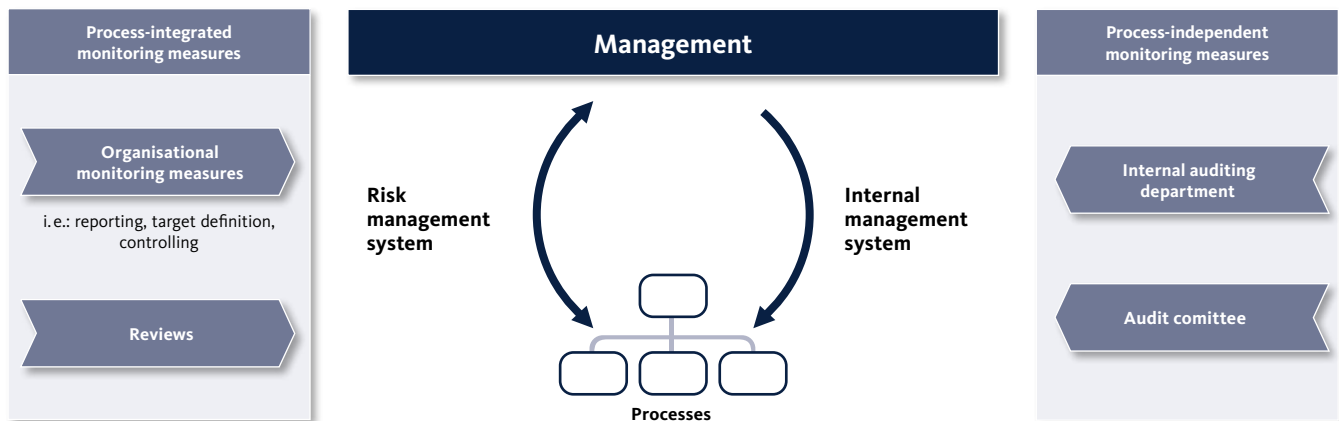 Process-integrated
monitoring measures
Organisational
monitoring measures
i.e.: reporting, target definition,
controlling
Reviews
Management
Risk
management
system
Internal
management
system
Processes
Process-independent
monitoring measures
Internal auditing
department
Audit comittee